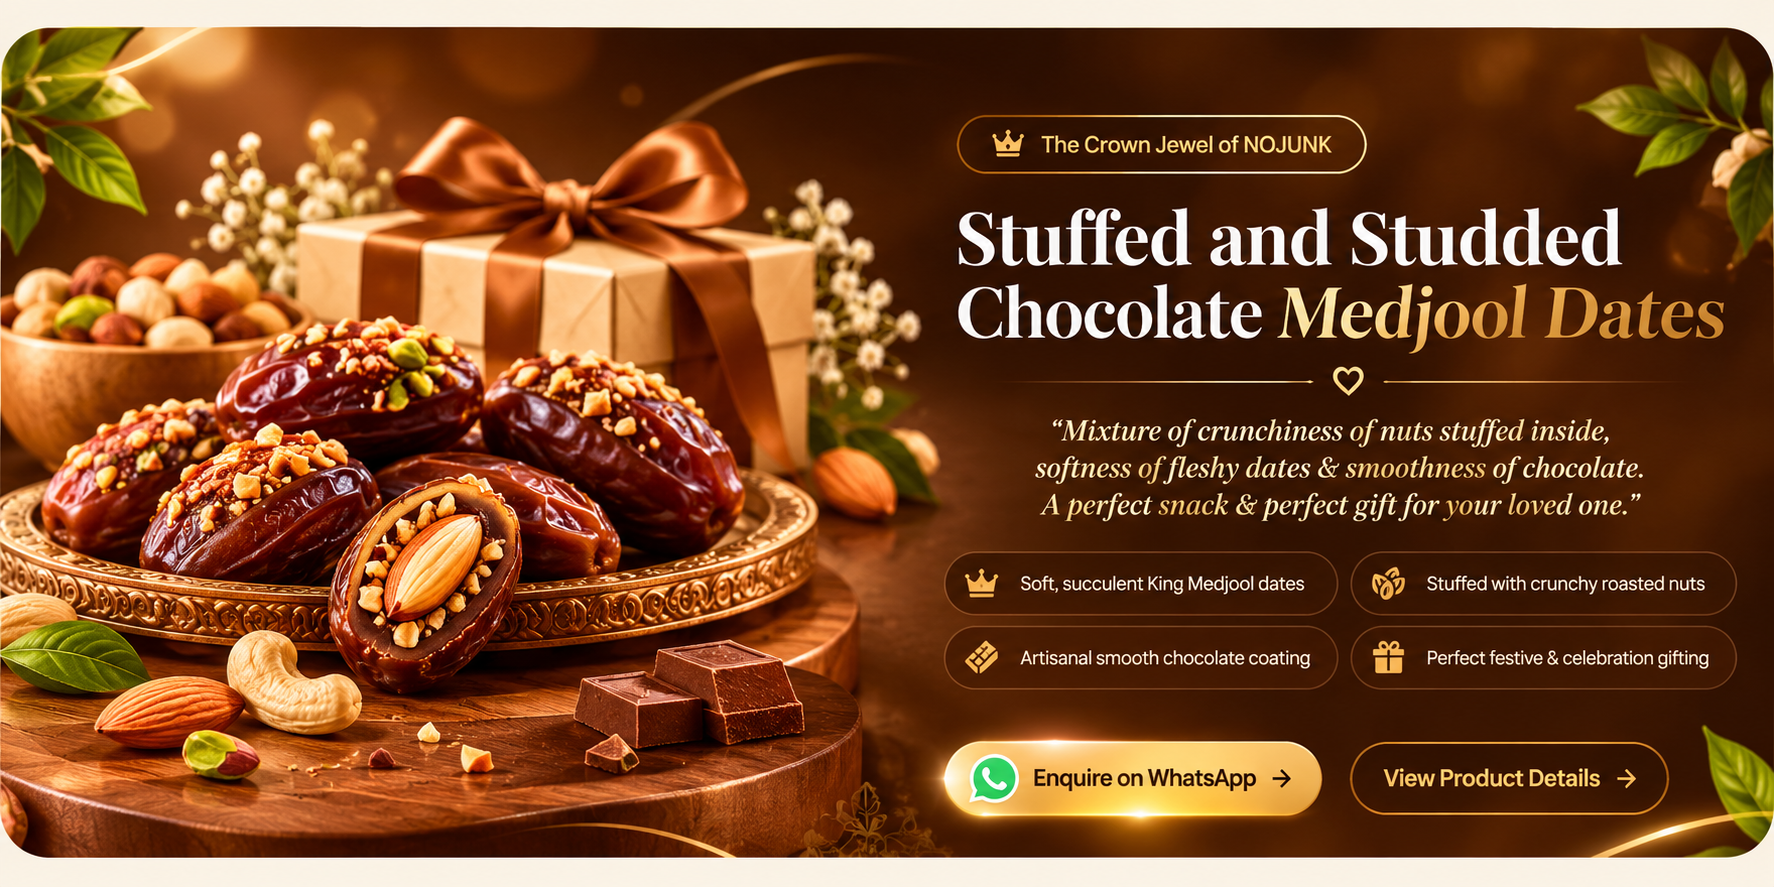 The Crown Jewel of NOJUNK
Stuffed and Studded
Chocolate Medjool Dates
“Mixture of crunchiness of nuts stuffed inside,
softness of fleshy dates & smoothness of chocolate.
A perfect snack & perfect gift for your loved one.”
Soft, succulent King Medjool dates
Stuffed with crunchy roasted nuts
Artisanal smooth chocolate coating
Perfect festive & celebration gifting
Enquire on WhatsApp →
View Product Details →